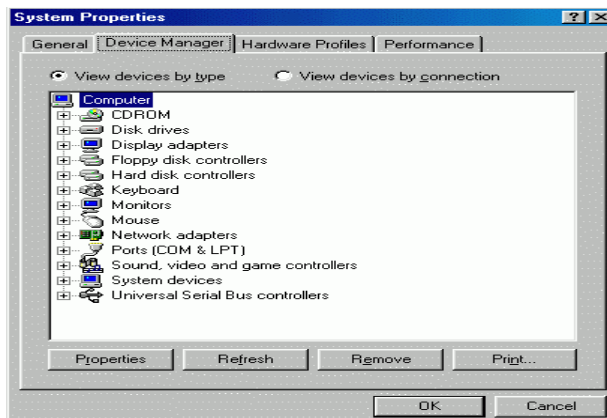 System Properties
General Device Manager Hardware Profiles Performance
View devices by type View devices by connection
Computer
CDROM
Disk drives
Display adapters
Floppy disk controllers
Hard disk controllers
Keyboard
Monitors
Mouse
Network adapters
Ports (COM & LPT)
Sound, video and game controllers
System devices
Universal Serial Bus controllers
Properties Refresh Remove Print...
OK Cancel